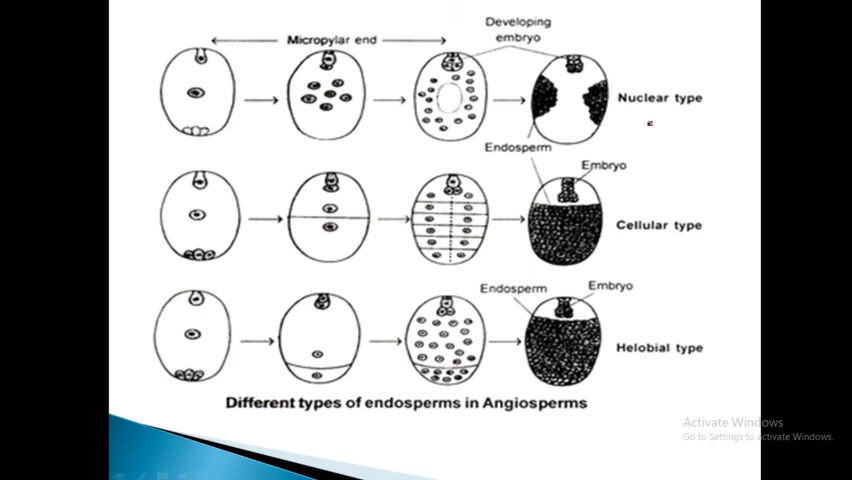 Developing
embryo
Micropylar end
Nuclear type
Endosperm
Embryo
Cellular type
Endosperm
Embryo
Helobial type
Different types of endosperms in Angiosperms
Activate Windows
Go to Settings to activate Windows.